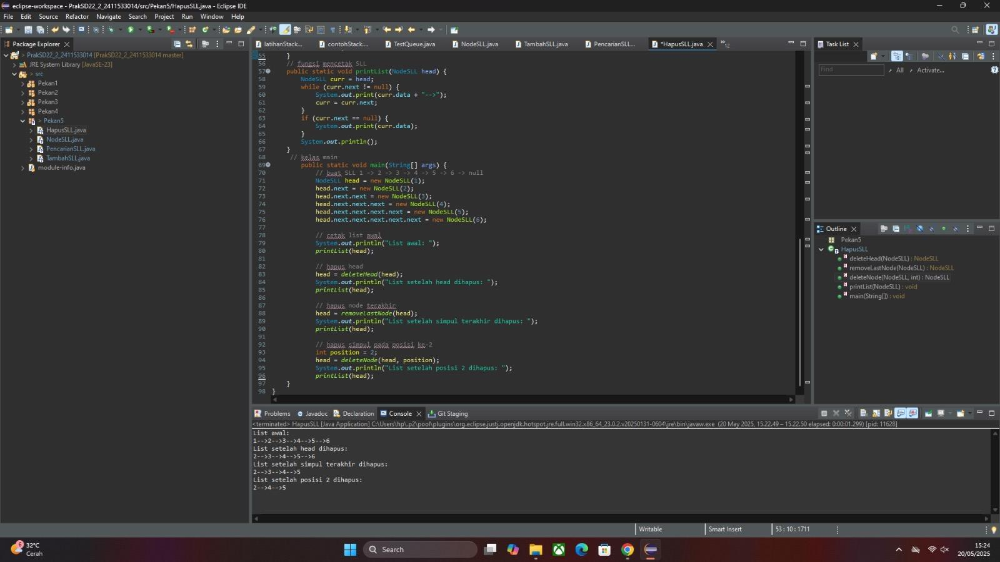 eclipse-workspace - PrakSD22_2_2411533014/src/Pekan5/HapusSLL.java - Eclipse IDE
File Edit Source Refactor Navigate Search Project Run Window Help
Package Explorer
PrakSD22_2_2411533014 [PrakSD22_2_2411533014 master]
JRE System Library [JavaSE-23]
> src
Pekan1
Pekan2
Pekan3
Pekan4
> Pekan5
HapusSLL.java
NodeSLL.java
PencarianSLL.java
TambahSLL.java
module-info.java
latihanStack... contohStack.... TestQueue.java NodeSLL.java TambahSLL.java PencarianSLL... *HapusSLL.java »12
55 }
56 // fungsi mencetak SLL
57 public static void printList(NodeSLL head) {
58 NodeSLL curr = head;
59 while (curr.next != null) {
60 System.out.print(curr.data + "-->");
61 curr = curr.next;
62 }
63 if (curr.next == null) {
64 System.out.print(curr.data);
65 }
66 System.out.println();
67 }
68 // kelas main
69 public static void main(String[] args) {
70 // buat SLL 1 -> 2 -> 3 -> 4 -> 5 -> 6 -> null
71 NodeSLL head = new NodeSLL(1);
72 head.next = new NodeSLL(2);
73 head.next.next = new NodeSLL(3);
74 head.next.next.next = new NodeSLL(4);
75 head.next.next.next.next = new NodeSLL(5);
76 head.next.next.next.next.next = new NodeSLL(6);
77
78 // cetak list awal
79 System.out.println("List awal: ");
80 printList(head);
81
82 // hapus head
83 head = deleteHead(head);
84 System.out.println("List setelah head dihapus: ");
85 printList(head);
86
87 // hapus node terakhir
88 head = removeLastNode(head);
89 System.out.println("List setelah simpul terakhir dihapus: ");
90 printList(head);
91
92 // hapus simpul pada posisi ke-2
93 int position = 2;
94 head = deleteNode(head, position);
95 System.out.println("List setelah posisi 2 dihapus: ");
96 printList(head);
97 }
98 }
Task List
Find All Activate...
Outline
Pekan5
HapusSLL
deleteHead(NodeSLL) : NodeSLL
removeLastNode(NodeSLL) : NodeSLL
deleteNode(NodeSLL, int) : NodeSLL
printList(NodeSLL) : void
main(String[]) : void
Problems Javadoc Declaration Console Git Staging
<terminated> HapusSLL [Java Application] C:\Users\hp\.p2\pool\plugins\org.eclipse.justj.openjdk.hotspot.jre.full.win32.x86_64_23.0.2.v20250131-0604\jre\bin\javaw.exe (20 May 2025, 15.22.49 – 15.22.50 elapsed: 0:00:01.299) [pid: 11628]
List awal:
1-->2-->3-->4-->5-->6
List setelah head dihapus:
2-->3-->4-->5-->6
List setelah simpul terakhir dihapus:
2-->3-->4-->5
List setelah posisi 2 dihapus:
2-->4-->5
Writable Smart Insert 53 : 10 : 1711
6 32°C
Cerah
Search
15:24
20/05/2025